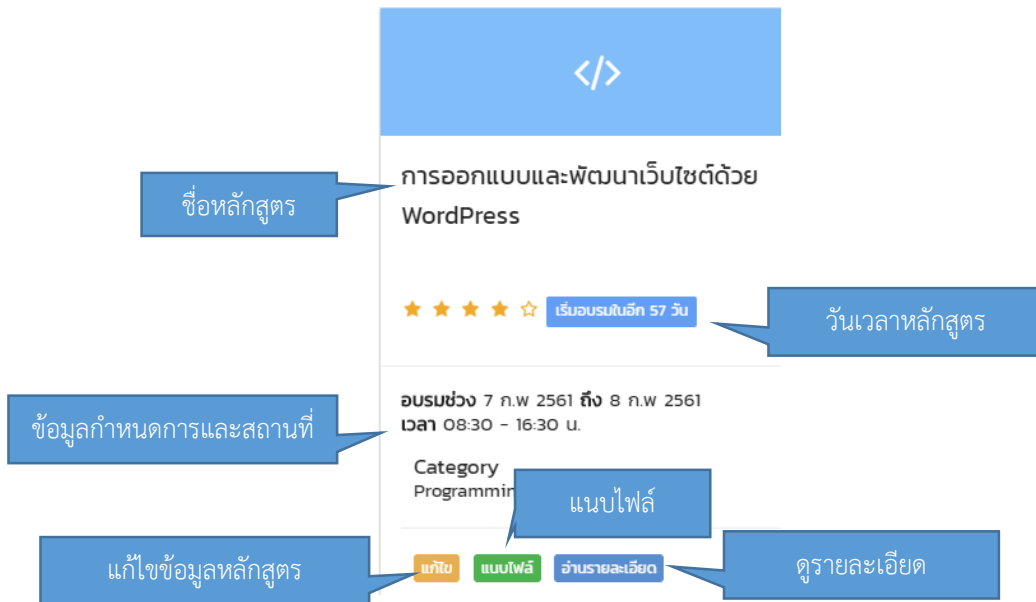 </>
การออกแบบและพัฒนาเว็บไซต์ด้วย
WordPress
ชื่อหลักสูตร
เริ่มอบรมในอีก 57 วัน
วันเวลาหลักสูตร
อบรมช่วง 7 ก.พ 2561 ถึง 8 ก.พ 2561
เวลา 08:30 - 16:30 น.
ข้อมูลกำหนดการและสถานที่
Category
แนบไฟล์
แก้ไขข้อมูลหลักสูตร
แก้ไข แนบไฟล์ อ่านรายละเอียด
ดูรายละเอียด